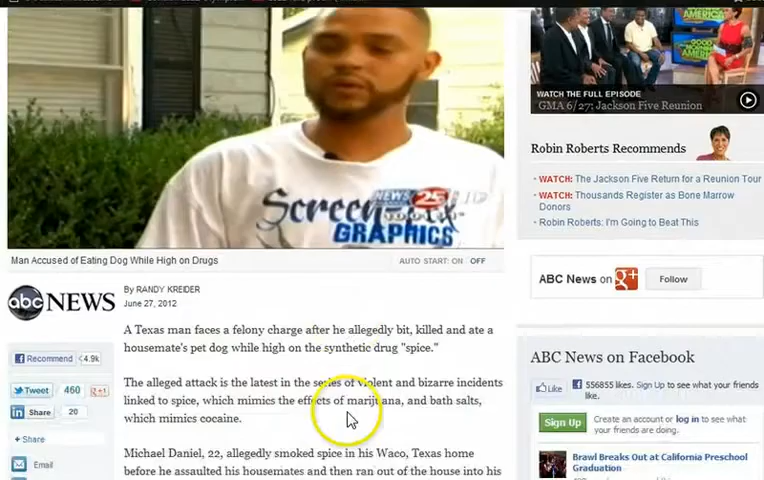 NEWS 25
Screen-Tex
GRAPHICS
Man Accused of Eating Dog While High on Drugs
AUTO START: ON OFF
abc NEWS
By RANDY KREIDER
June 27, 2012
A Texas man faces a felony charge after he allegedly bit, killed and ate a
housemate's pet dog while high on the synthetic drug "spice."
The alleged attack is the latest in the series of violent and bizarre incidents
linked to spice, which mimics the effects of marijuana, and bath salts,
which mimics cocaine.
Michael Daniel, 22, allegedly smoked spice in his Waco, Texas home
before he assaulted his housemates and then ran out of the house into his
Recommend
4.9k
Tweet
460
+1
Share
20
+ Share
Email
AMERICA
GOOD
MORNING
AMERICA
WATCH THE FULL EPISODE
GMA 6/27: Jackson Five Reunion
Robin Roberts Recommends
WATCH: The Jackson Five Return for a Reunion Tour
WATCH: Thousands Register as Bone Marrow
Donors
Robin Roberts: I'm Going to Beat This
ABC News on g+
Follow
ABC News on Facebook
Like
556855 likes. Sign Up to see what your friends
like.
Sign Up
Create an account or log in to see what
your friends are doing.
Brawl Breaks Out at California Preschool
Graduation